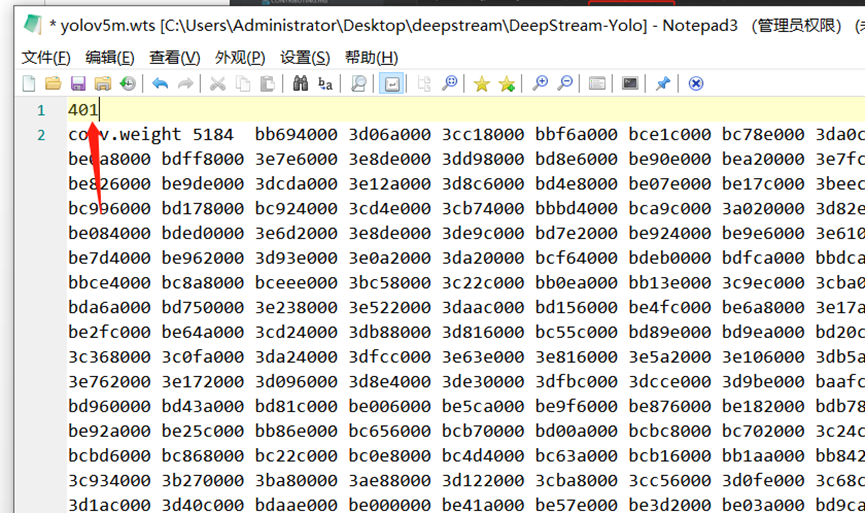 * yolov5m.wts [C:\Users\Administrator\Desktop\deepstream\DeepStream-Yolo] - Notepad3 (管理员权限)
文件(F) 编辑(E) 查看(V) 外观(P) 设置(S) 帮助(H)
1 401
2 conv.weight 5184 bb694000 3d06a000 3cc18000 bbf6a000 bce1c000 bc78e000 3da0c
be0a8000 bdff8000 3e7e6000 3e8de000 3dd98000 bd8e6000 be90e000 bea20000 3e7fc
be826000 be9de000 3dcda000 3e12a000 3d8c6000 bd4e8000 be07e000 be17c000 3beec
bc996000 bd178000 bc924000 3cd4e000 3cb74000 bbbd4000 bca9c000 3a020000 3d82e
be084000 bded0000 3e6d2000 3e8de000 3de9c000 bd7e2000 be924000 be9e6000 3e610
be7d4000 be962000 3d93e000 3e0a2000 3da20000 bcf64000 bdeb0000 bdfca000 bbdca
bbce4000 bc8a8000 bceee000 3bc58000 3c22c000 bb0ea000 bb13e000 3c9ec000 3cba0
bda6a000 bd750000 3e238000 3e522000 3daac000 bd156000 be4fc000 be6a8000 3e17a
be2fc000 be64a000 3cd24000 3db88000 3d816000 bc55c000 bd89e000 bd9ea000 bd20c
3c368000 3c0fa000 3da24000 3dfcc000 3e63e000 3e816000 3e5a2000 3e106000 3db5a
3e762000 3e172000 3d096000 3d8e4000 3de30000 3dfbc000 3dcce000 3d9be000 baafc
bd960000 bd43a000 bd81c000 be006000 be5ca000 be9f6000 be876000 be182000 bdb78
be92a000 be25c000 bb86e000 bc656000 bcb70000 bd00a000 bcbc8000 bc702000 3c24c
bcbd6000 bc868000 bc22c000 bc0e8000 bc4d4000 bc63a000 bcb16000 bb1aa000 bb842
3c934000 3b270000 3ba80000 3ae88000 3d122000 3cba8000 3cc56000 3d0fe000 3c68c
3d1ac000 3d40c000 bdaae000 be000000 be41a000 be57e000 be3d2000 be03a000 bd9ca